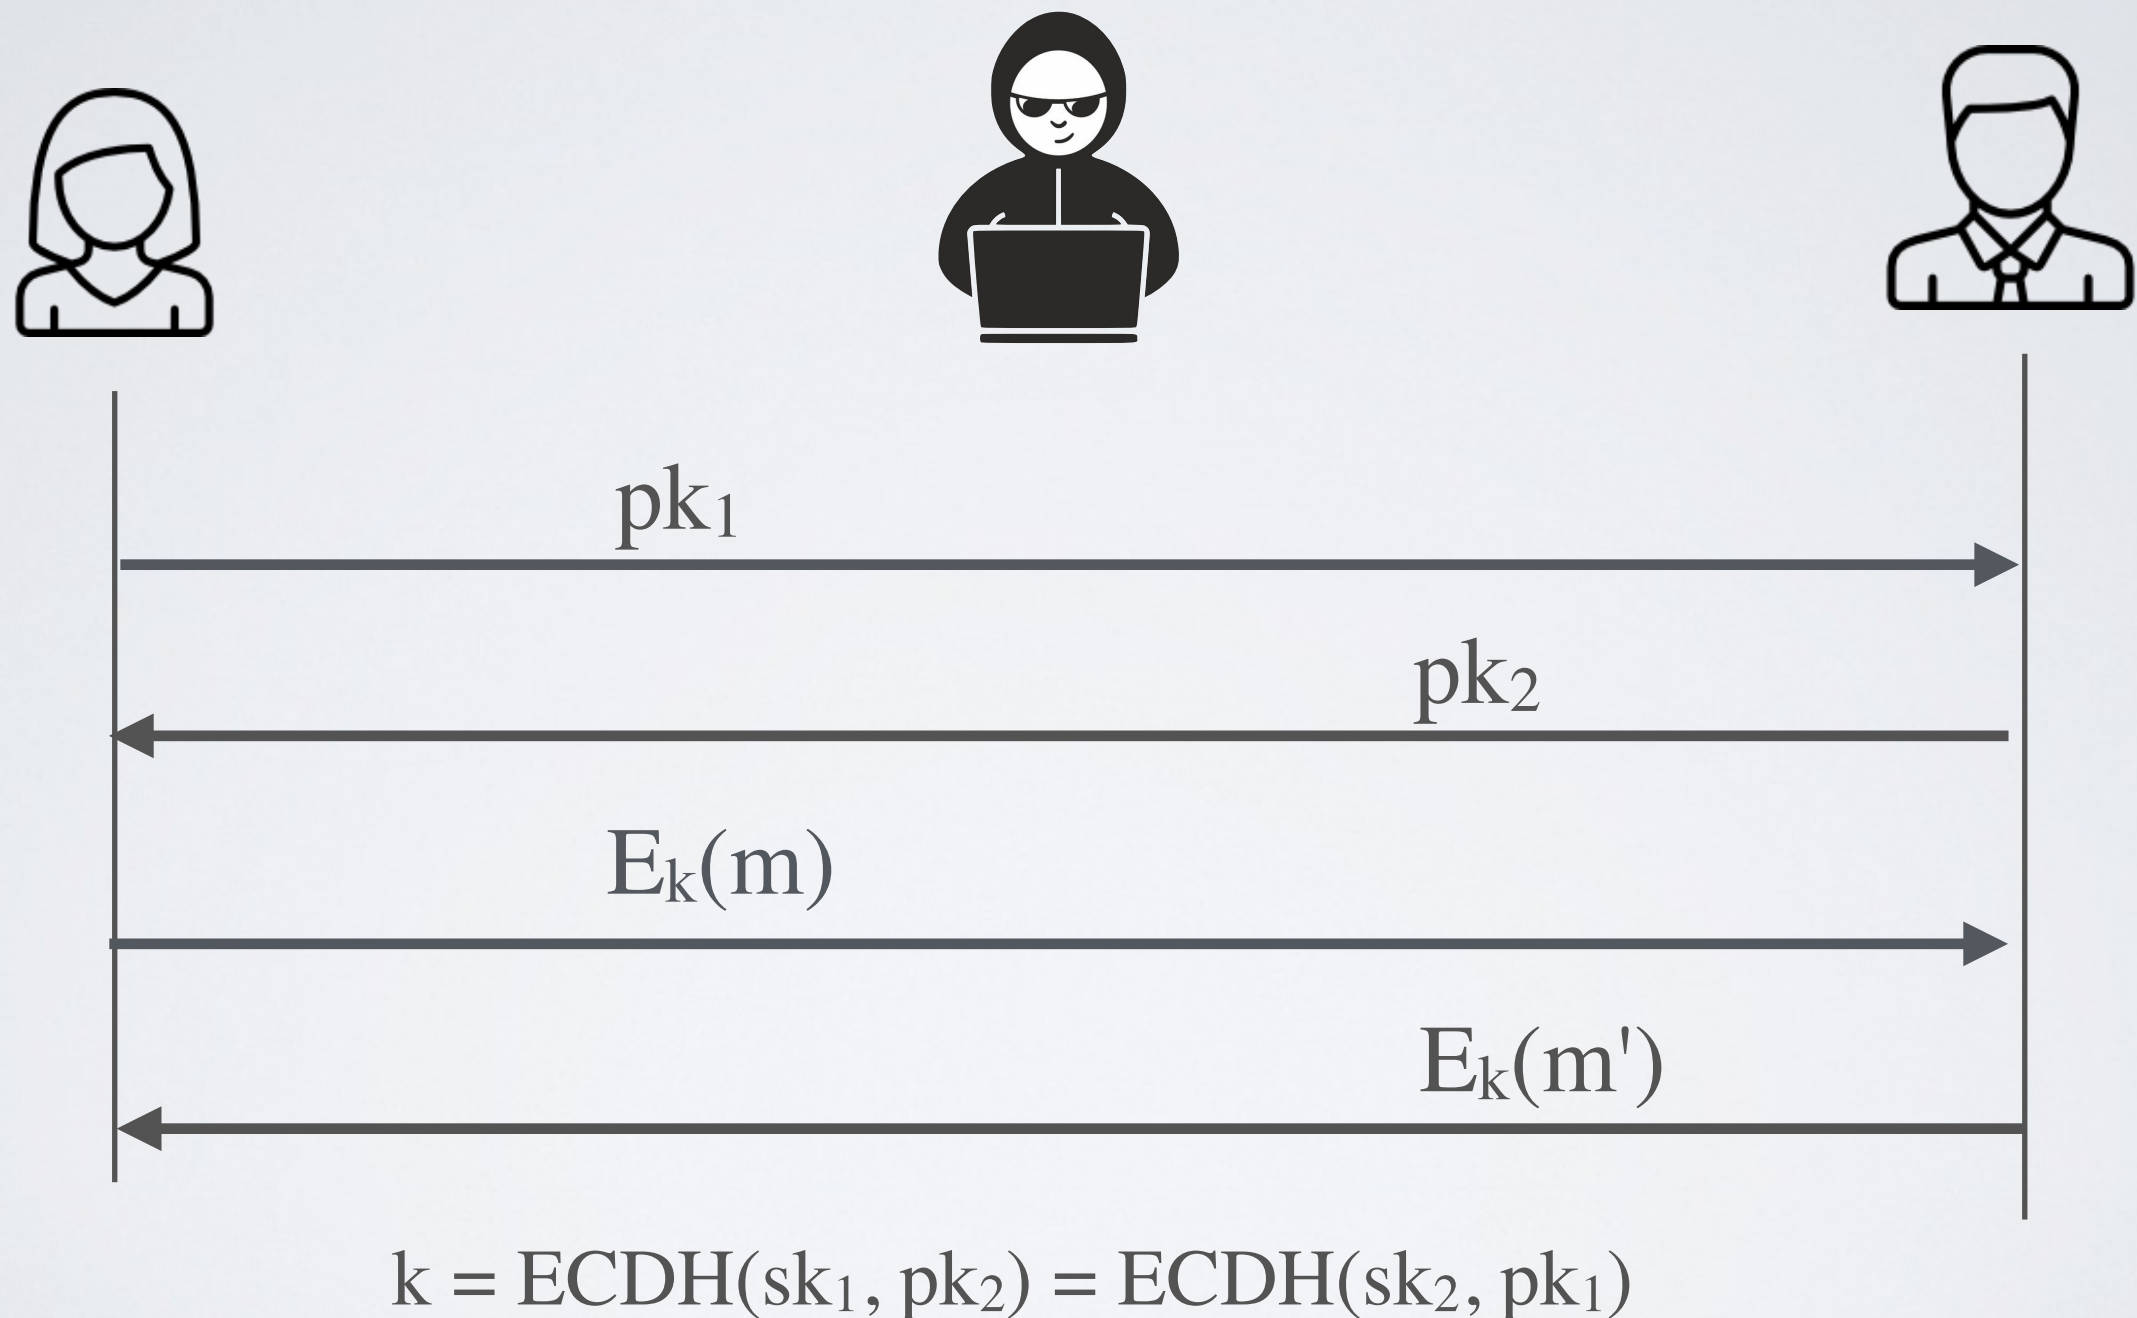 pk₁
pk₂
Eₖ(m)
Eₖ(m')
k = ECDH(sk₁, pk₂) = ECDH(sk₂, pk₁)